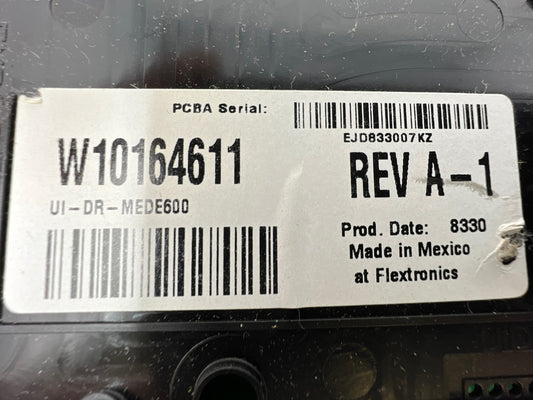 PCBA Serial:
EJD833007KZ
W10164611
REV A-1
UI-DR-MEDE600
Prod. Date: 8330
Made in Mexico
at Flextronics